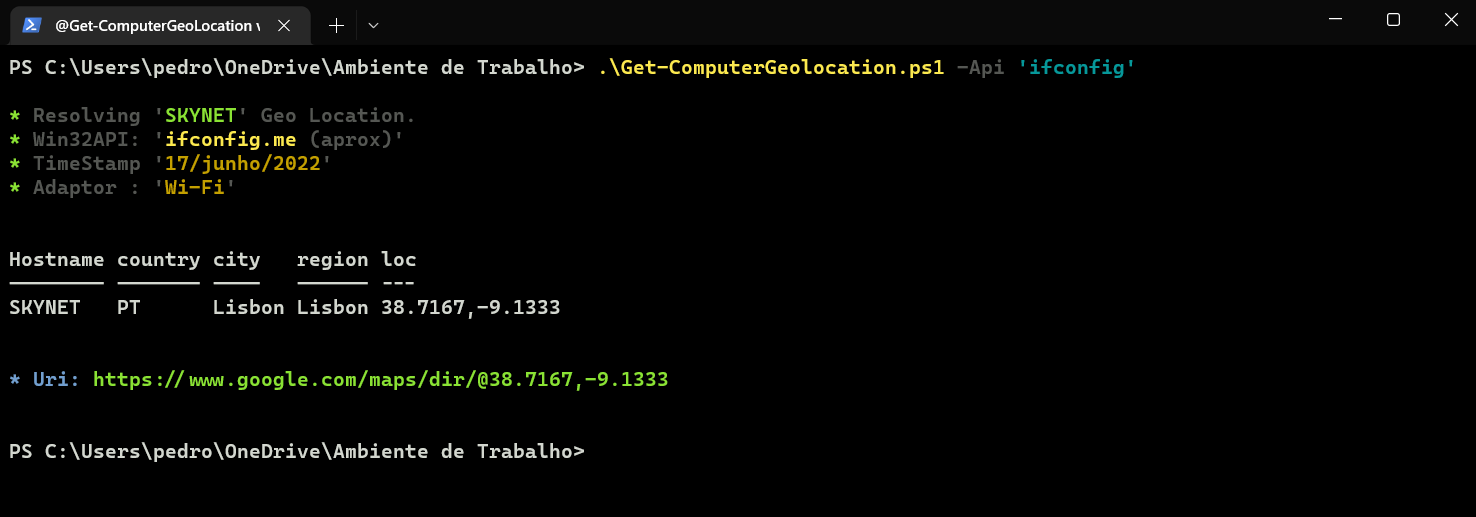 @Get-ComputerGeoLocation v
PS C:\Users\pedro\OneDrive\Ambiente de Trabalho> .\Get-ComputerGeolocation.ps1 -Api 'ifconfig'
* Resolving 'SKYNET' Geo Location.
* Win32API: 'ifconfig.me (aprox)'
* TimeStamp '17/junho/2022'
* Adaptor : 'Wi-Fi'
Hostname country city   region loc
-------- ------- ----   ------ ---
SKYNET   PT      Lisbon Lisbon 38.7167,-9.1333
* Uri: https://www.google.com/maps/dir/@38.7167,-9.1333
PS C:\Users\pedro\OneDrive\Ambiente de Trabalho>